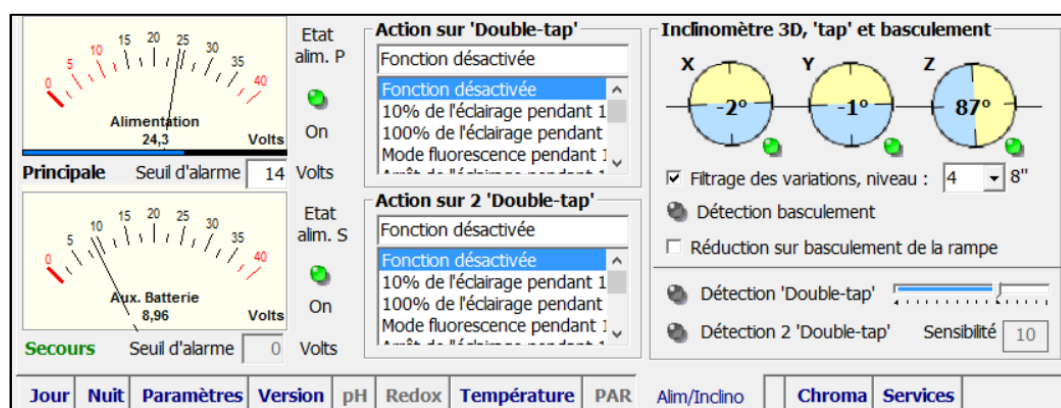 0 5 10 15 20 25 30 35 40
Alimentation
24,3
Volts
Principale Seuil d'alarme 14 Volts
Etat
alim. P
On
0 5 10 15 20 25 30 35 40
Aux. Batterie
8,96
Volts
Secours Seuil d'alarme 0 Volts
Etat
alim. S
On
Action sur 'Double-tap'
Fonction désactivée
Fonction désactivée
10% de l'éclairage pendant 1
100% de l'éclairage pendant
Mode fluorescence pendant 1
Action sur 2 'Double-tap'
Fonction désactivée
Fonction désactivée
10% de l'éclairage pendant 1
100% de l'éclairage pendant
Mode fluorescence pendant 1
Inclinomètre 3D, 'tap' et basculement
X Y Z
-2° -1° 87°
Filtrage des variations, niveau : 4 8"
Détection basculement
Réduction sur basculement de la rampe
Détection 'Double-tap'
Détection 2 'Double-tap' Sensibilité 10
Jour Nuit Paramètres Version pH Redox Température PAR Alim/Inclino Chroma Services